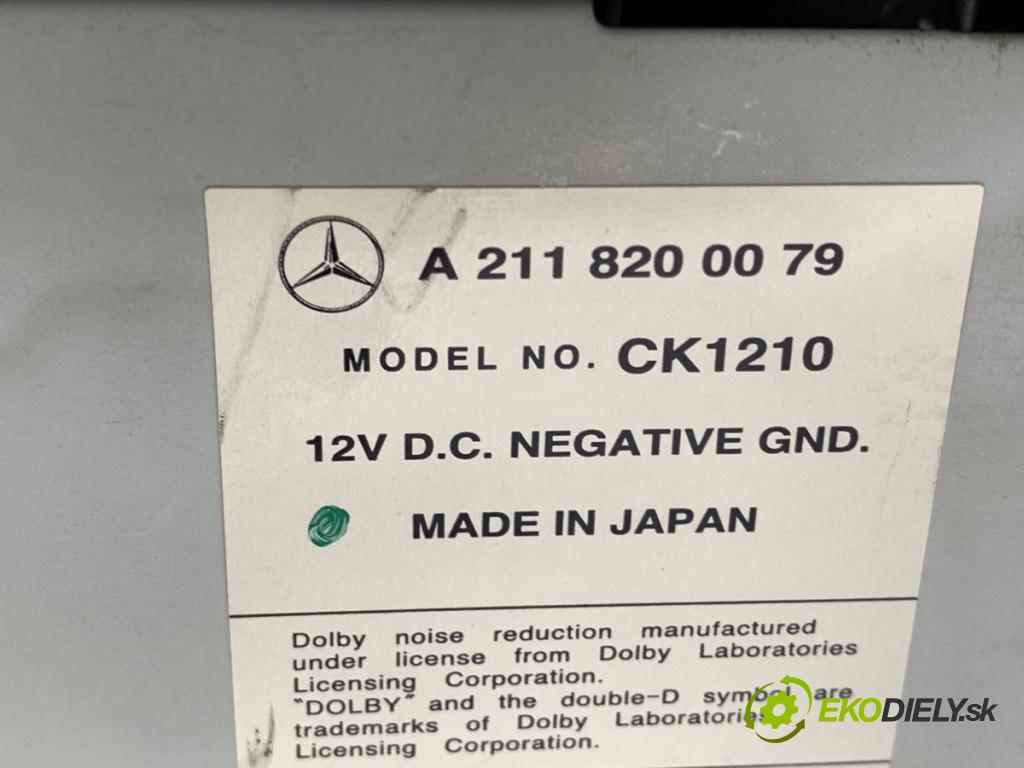 A 211 820 00 79
MODEL NO. CK1210
12V D.C. NEGATIVE GND.
MADE IN JAPAN
Dolby noise reduction manufactured
under license from Dolby Laboratories
Licensing Corporation.
"DOLBY" and the double-D symbol are
trademarks of Dolby Laboratories
Licensing Corporation.
EKODIELY.sk